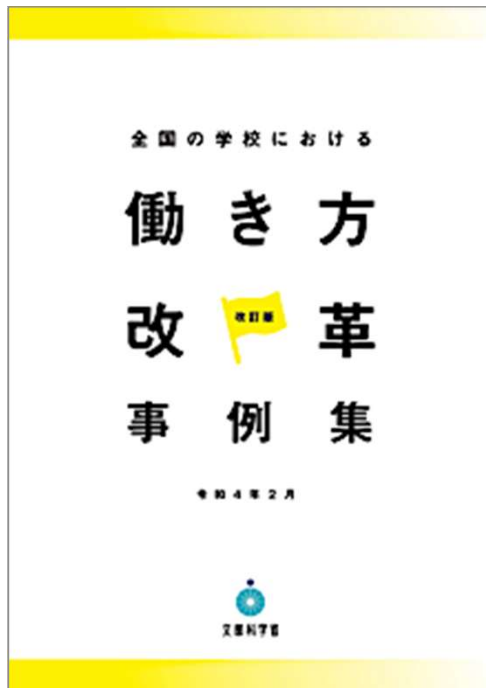 全国の学校における
働き方
改革
改訂版
事例集
令和4年2月
文部科学省